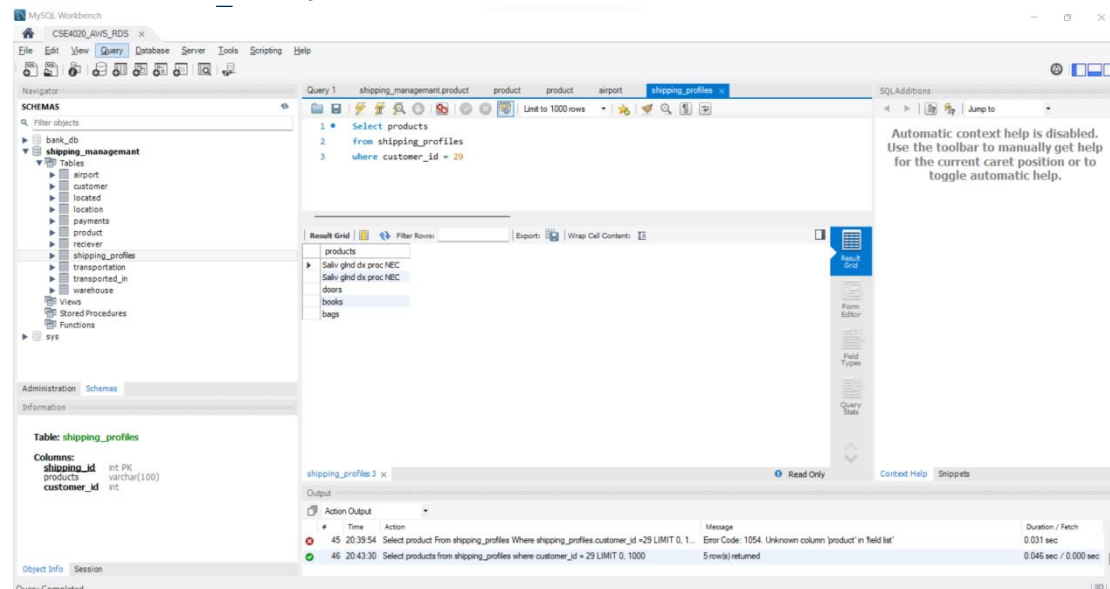 MySQL Workbench
CSE4020_AWS_RDS
File Edit View Query Database Server Tools Scripting Help
Navigator
SCHEMAS
Filter objects
bank_db
shipping_managemant
Tables
airport
customer
located
location
payments
product
reciever
shipping_profiles
transportation
transported_in
warehouse
Views
Stored Procedures
Functions
sys
Administration Schemas
Information
Table: shipping_profiles
Columns:
shipping_id int PK
products varchar(100)
customer_id int
Object Info Session
Query Completed
Query 1 shipping_managemant.product product product airport shipping_profiles
Limit to 1000 rows
1 Select products
2 from shipping_profiles
3 where customer_id = 29
Result Grid Filter Rows: Export: Wrap Cell Content:
products
Saliv glnd dx proc NEC
Saliv glnd dx proc NEC
doors
books
bags
Result Grid
Form Editor
Field Types
Query Stats
shipping_profiles 3 Read Only
Output
Action Output
# Time Action Message Duration / Fetch
45 20:39:54 Select product From shipping_profiles Where shipping_profiles.customer_id =29 LIMIT 0, 1... Error Code: 1054. Unknown column 'product' in 'field list' 0.031 sec
46 20:43:30 Select products from shipping_profiles where customer_id = 29 LIMIT 0, 1000 5 row(s) returned 0.046 sec / 0.000 sec
SQLAdditions
Jump to
Automatic context help is disabled.
Use the toolbar to manually get help
for the current caret position or to
toggle automatic help.
Context Help Snippets